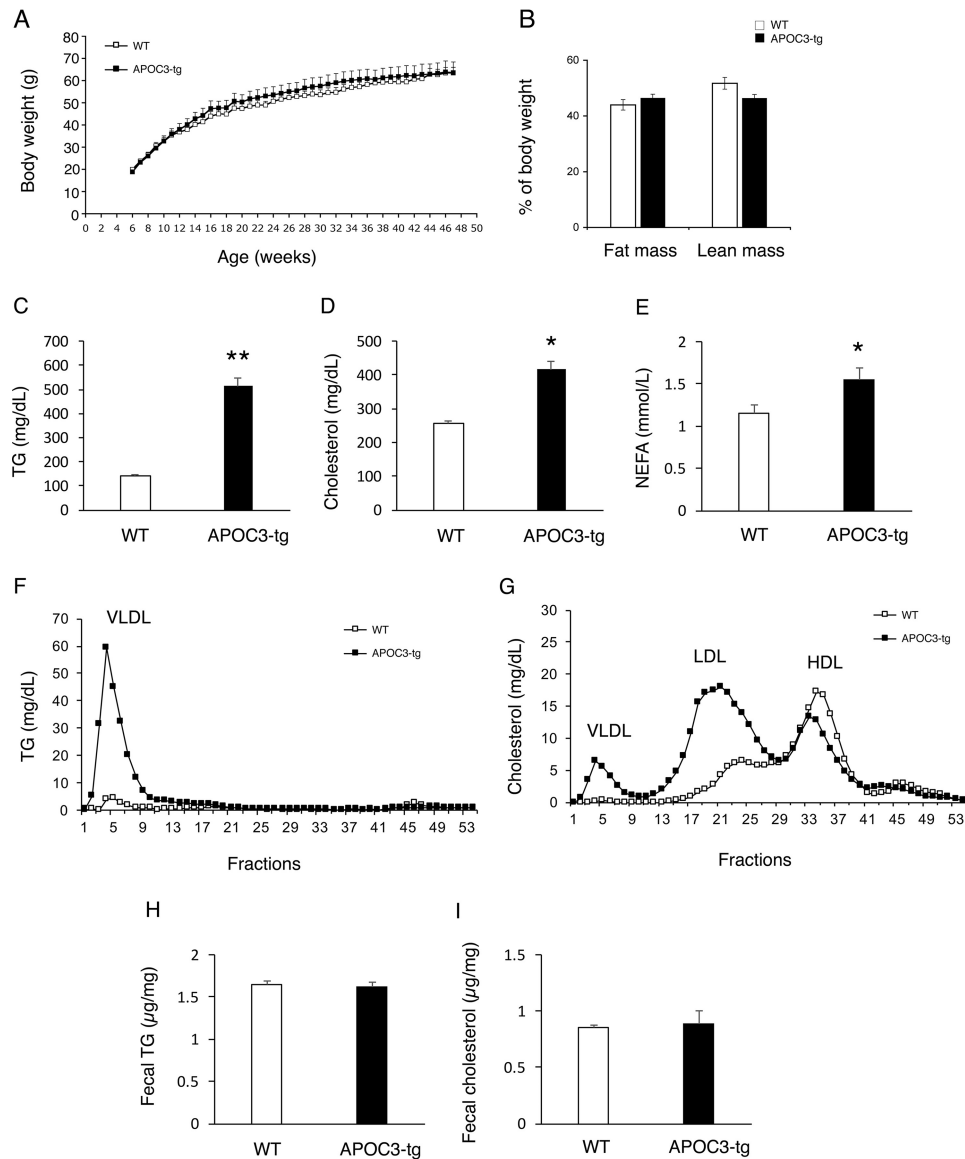 A
Body weight (g)
80
70
60
50
40
30
20
10
0
WT
APOC3-tg
0 2 4 6 8 10 12 14 16 18 20 22 24 26 28 30 32 34 36 38 40 42 44 46 48 50
Age (weeks)
B
WT
APOC3-tg
% of body weight
60
40
20
0
Fat mass Lean mass
C
TG (mg/dL)
700
600
500
400
300
200
100
0
**
WT APOC3-tg
D
Cholesterol (mg/dL)
500
400
300
200
100
0
*
WT APOC3-tg
E
NEFA (mmol/L)
2
1.5
1
0.5
0
*
WT APOC3-tg
F
TG (mg/dL)
70
60
50
40
30
20
10
0
VLDL
WT
APOC3-tg
1 5 9 13 17 21 25 29 33 37 41 45 49 53
Fractions
G
Cholesterol (mg/dL)
30
25
20
15
10
5
0
VLDL
LDL
HDL
WT
APOC3-tg
1 5 9 13 17 21 25 29 33 37 41 45 49 53
Fractions
H
Fecal TG (µg/mg)
2
1.5
1
0.5
0
WT APOC3-tg
I
Fecal cholesterol (µg/mg)
1.5
1
0.5
0
WT APOC3-tg